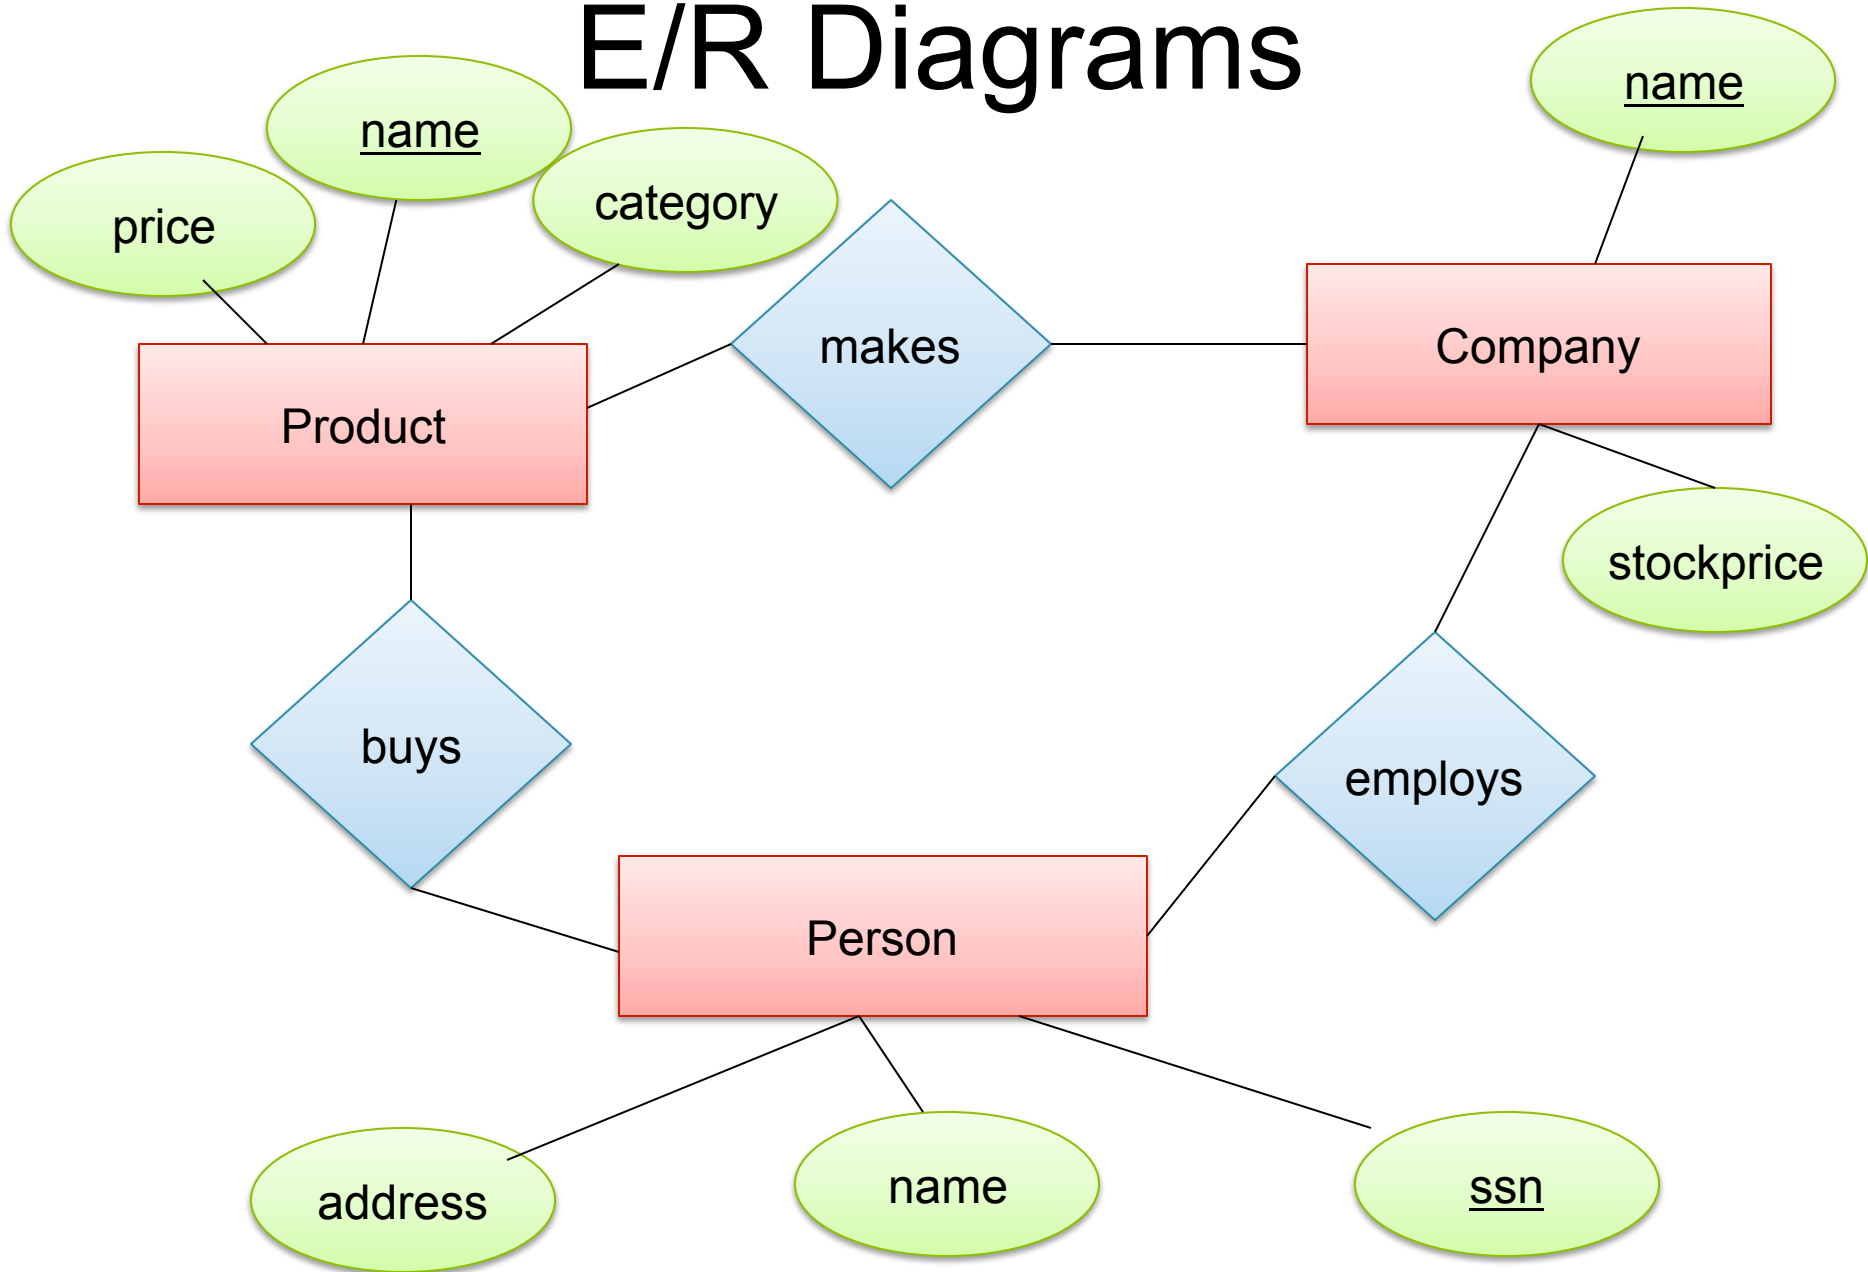 E/R Diagrams
name
name
category
price
makes
Company
Product
stockprice
buys
employs
Person
address
name
ssn